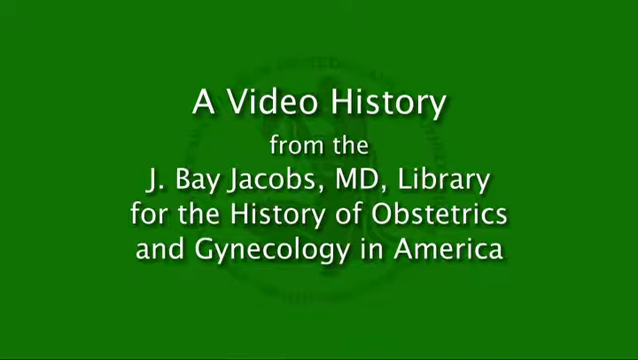 A Video History
from the
J. Bay Jacobs, MD, Library
for the History of Obstetrics
and Gynecology in America